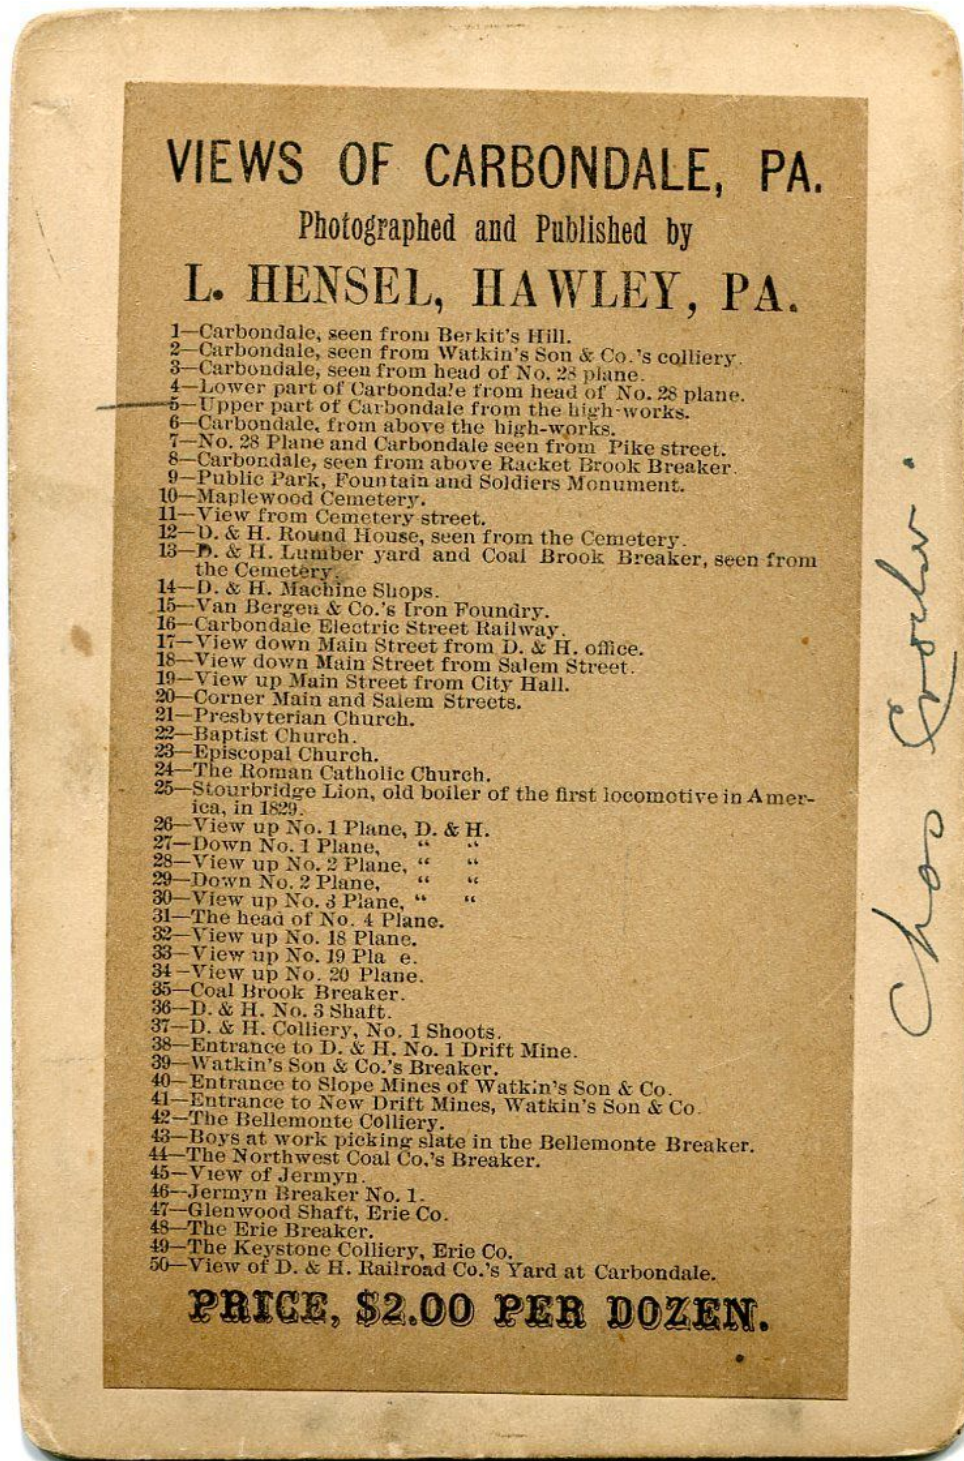 VIEWS OF CARBONDALE, PA.
Photographed and Published by
L. HENSEL, HAWLEY, PA.
1—Carbondale, seen from Berkit's Hill.
2—Carbondale, seen from Watkin's Son & Co.'s colliery.
3—Carbondale, seen from head of No. 28 plane.
4—Lower part of Carbondale from head of No. 28 plane.
5—Upper part of Carbondale from the high-works.
6—Carbondale, from above the high-works.
7—No. 28 Plane and Carbondale seen from Pike street.
8—Carbondale, seen from above Racket Brook Breaker.
9—Public Park, Fountain and Soldiers Monument.
10—Maplewood Cemetery.
11—View from Cemetery street.
12—D. & H. Round House, seen from the Cemetery.
13—D. & H. Lumber yard and Coal Brook Breaker, seen from
the Cemetery.
14—D. & H. Machine Shops.
15—Van Bergen & Co.'s Iron Foundry.
16—Carbondale Electric Street Railway.
17—View down Main Street from D. & H. office.
18—View down Main Street from Salem Street.
19—View up Main Street from City Hall.
20—Corner Main and Salem Streets.
21—Presbyterian Church.
22—Baptist Church.
23—Episcopal Church.
24—The Roman Catholic Church.
25—Stourbridge Lion, old boiler of the first locomotive in Amer-
ica, in 1829.
26—View up No. 1 Plane, D. & H.
27—Down No. 1 Plane, “ “
28—View up No. 2 Plane, “ “
29—Down No. 2 Plane, “ “
30—View up No. 3 Plane, “ “
31—The head of No. 4 Plane.
32—View up No. 18 Plane.
33—View up No. 19 Pla e.
34—View up No. 20 Plane.
35—Coal Brook Breaker.
36—D. & H. No. 3 Shaft.
37—D. & H. Colliery, No. 1 Shoots.
38—Entrance to D. & H. No. 1 Drift Mine.
39—Watkin's Son & Co.'s Breaker.
40—Entrance to Slope Mines of Watkin's Son & Co.
41—Entrance to New Drift Mines, Watkin's Son & Co.
42—The Bellemonte Colliery.
43—Boys at work picking slate in the Bellemonte Breaker.
44—The Northwest Coal Co.'s Breaker.
45—View of Jermyn.
46—Jermyn Breaker No. 1.
47—Glenwood Shaft, Erie Co.
48—The Erie Breaker.
49—The Keystone Colliery, Erie Co.
50—View of D. & H. Railroad Co.'s Yard at Carbondale.
PRICE, $2.00 PER DOZEN.
Chas